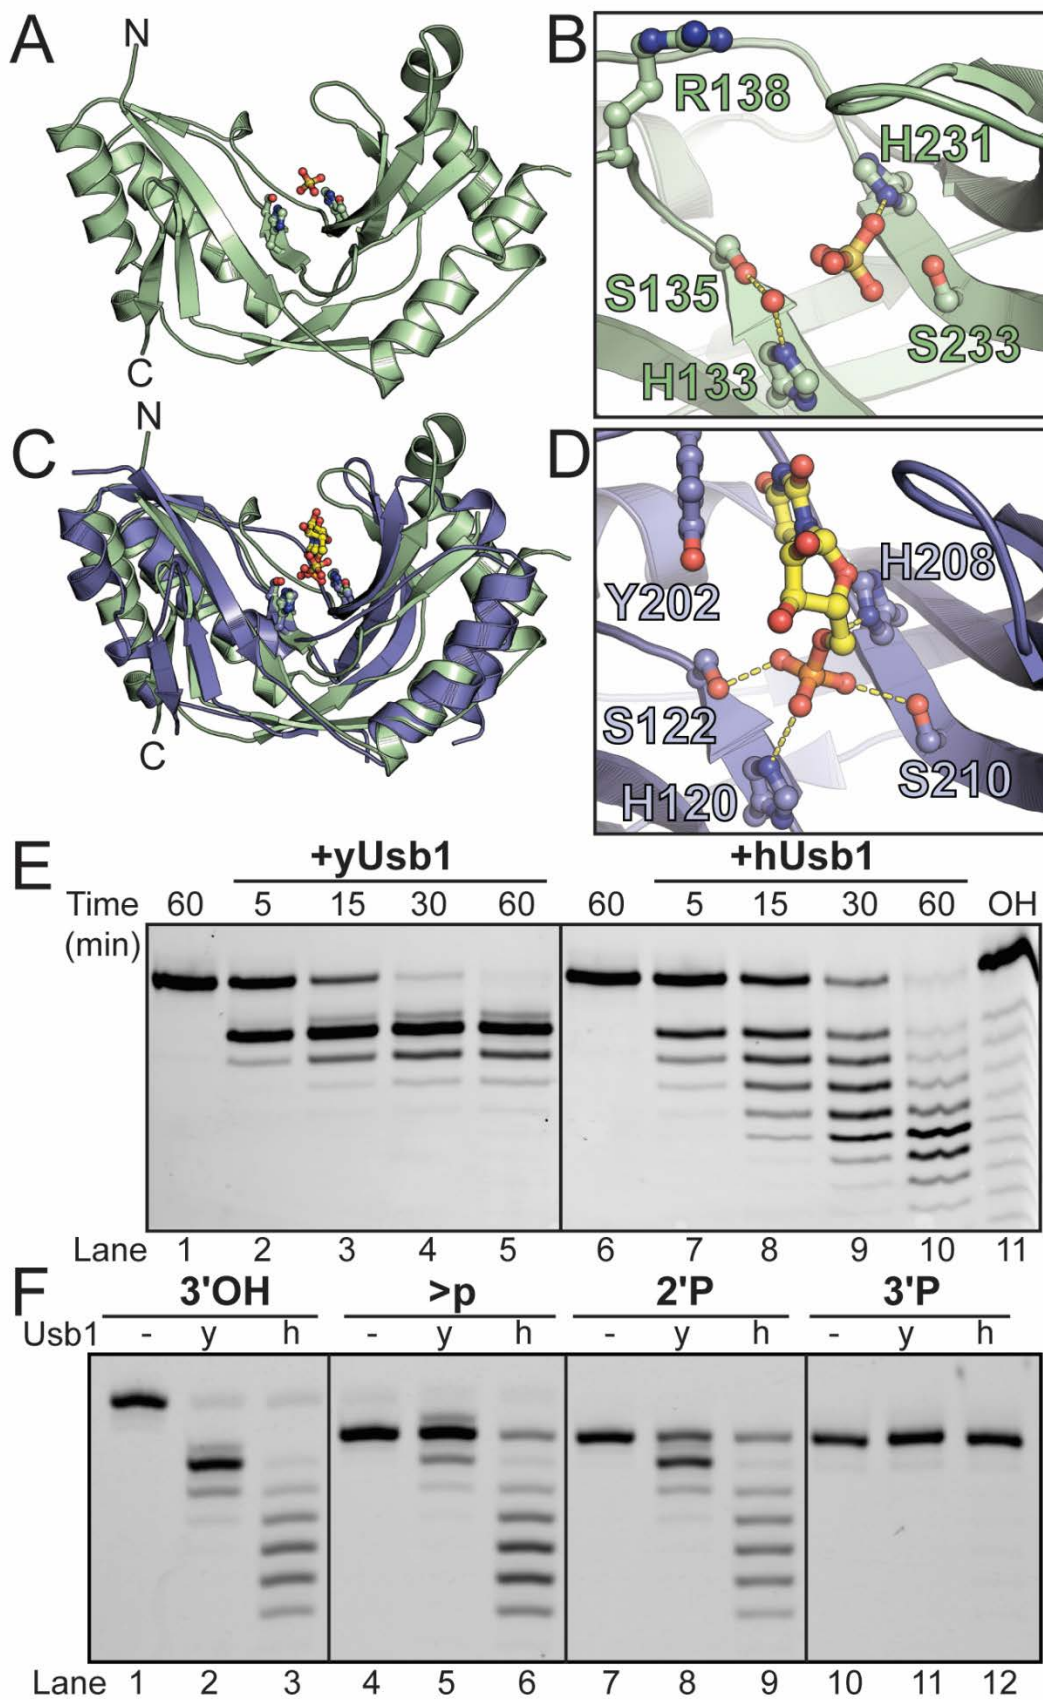 A
N
C
B
R138
H231
S135
S233
H133
C
N
C
D
H208
Y202
S122
H120
S210
E
+yUsb1 +hUsb1
Time 60 5 15 30 60 60 5 15 30 60 OH
(min)
Lane 1 2 3 4 5 6 7 8 9 10 11
F
3'OH >p 2'P 3'P
Usb1 - y h - y h - y h - y h
Lane 1 2 3 4 5 6 7 8 9 10 11 12